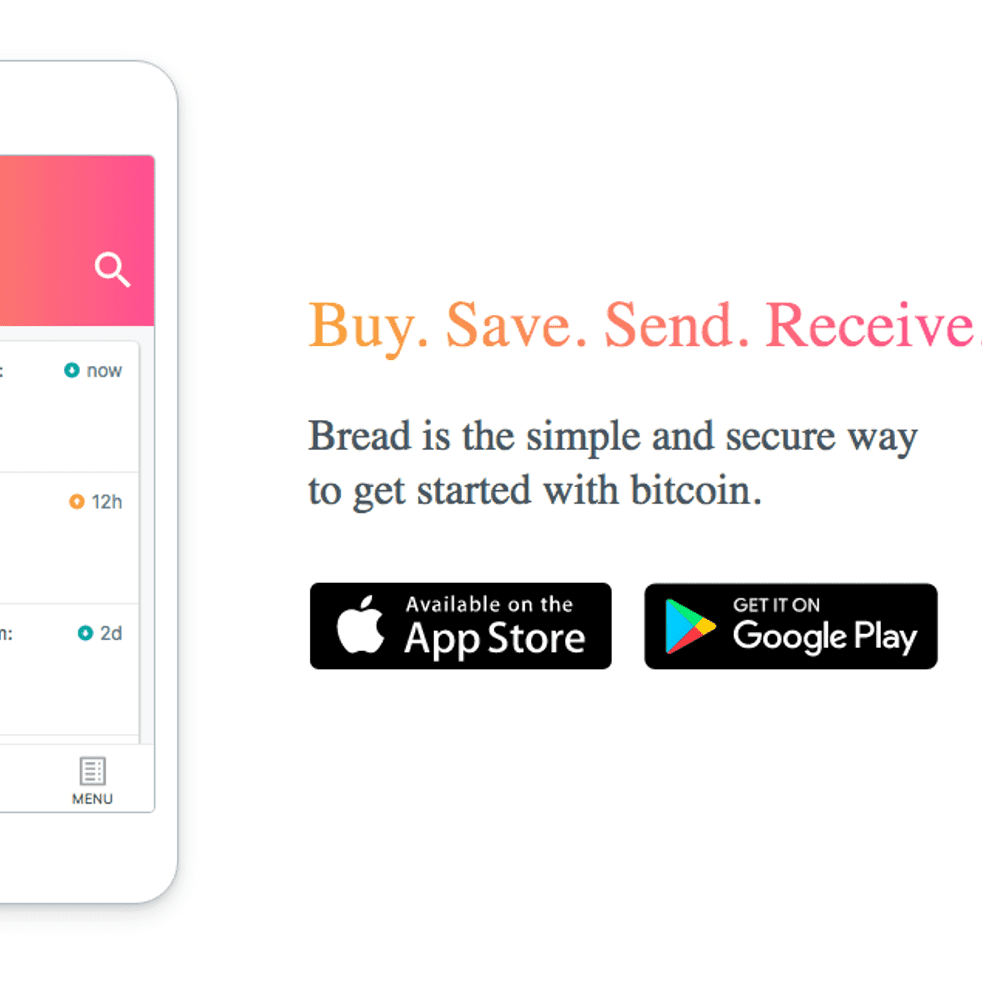 :
now
12h
m:
2d
MENU
Buy. Save. Send. Receive.
Bread is the simple and secure way
to get started with bitcoin.
Available on the
App Store
GET IT ON
Google Play